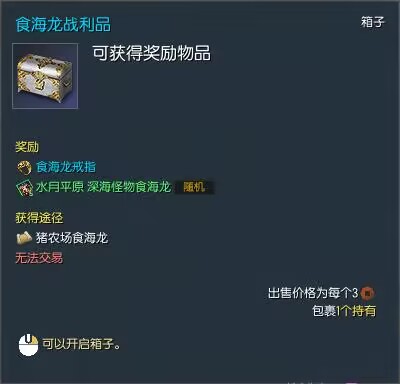 食海龙战利品
箱子
可获得奖励物品
奖励
食海龙戒指
水月平原 深海怪物食海龙 随机
获得途径
猪农场食海龙
无法交易
出售价格为每个3
包裹1个持有
可以开启箱子。